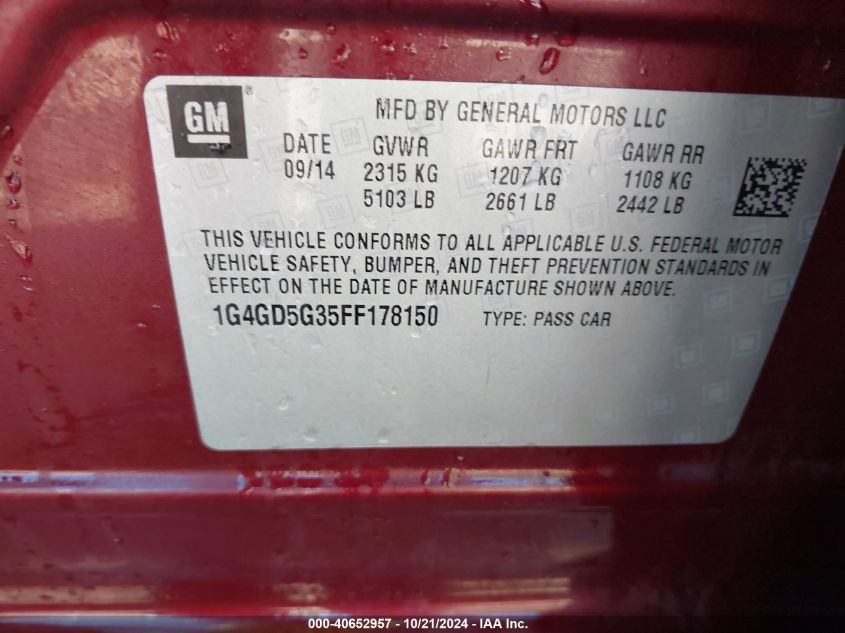 GM®
MFD BY GENERAL MOTORS LLC
DATE GVWR GAWR FRT GAWR RR
09/14 2315 KG 1207 KG 1108 KG
5103 LB 2661 LB 2442 LB
THIS VEHICLE CONFORMS TO ALL APPLICABLE U.S. FEDERAL MOTOR
VEHICLE SAFETY, BUMPER, AND THEFT PREVENTION STANDARDS IN
EFFECT ON THE DATE OF MANUFACTURE SHOWN ABOVE.
1G4GD5G35FF178150 TYPE: PASS CAR
000-40652957 - 10/21/2024 - IAA Inc.